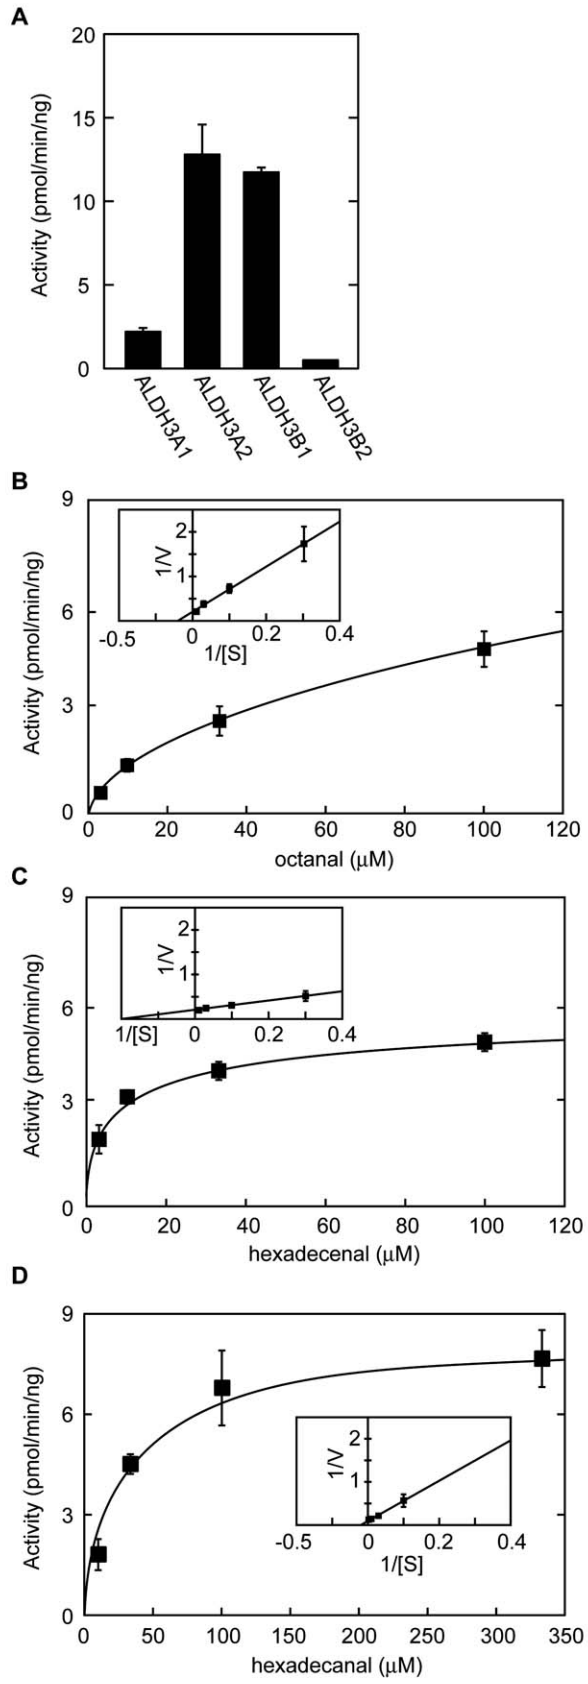 A
20
15
10
5
0
Activity (pmol/min/ng)
ALDH3A1
ALDH3A2
ALDH3B1
ALDH3B2
B
9
6
3
0
Activity (pmol/min/ng)
2
1
1/V
-0.5 0 0.2 0.4
1/[S]
0 20 40 60 80 100 120
octanal (μM)
C
9
6
3
0
Activity (pmol/min/ng)
2
1
1/V
1/[S] 0 0.2 0.4
0 20 40 60 80 100 120
hexadecenal (μM)
D
9
6
3
0
Activity (pmol/min/ng)
2
1
1/V
-0.5 0 0.2 0.4
1/[S]
0 50 100 150 200 250 300 350
hexadecanal (μM)